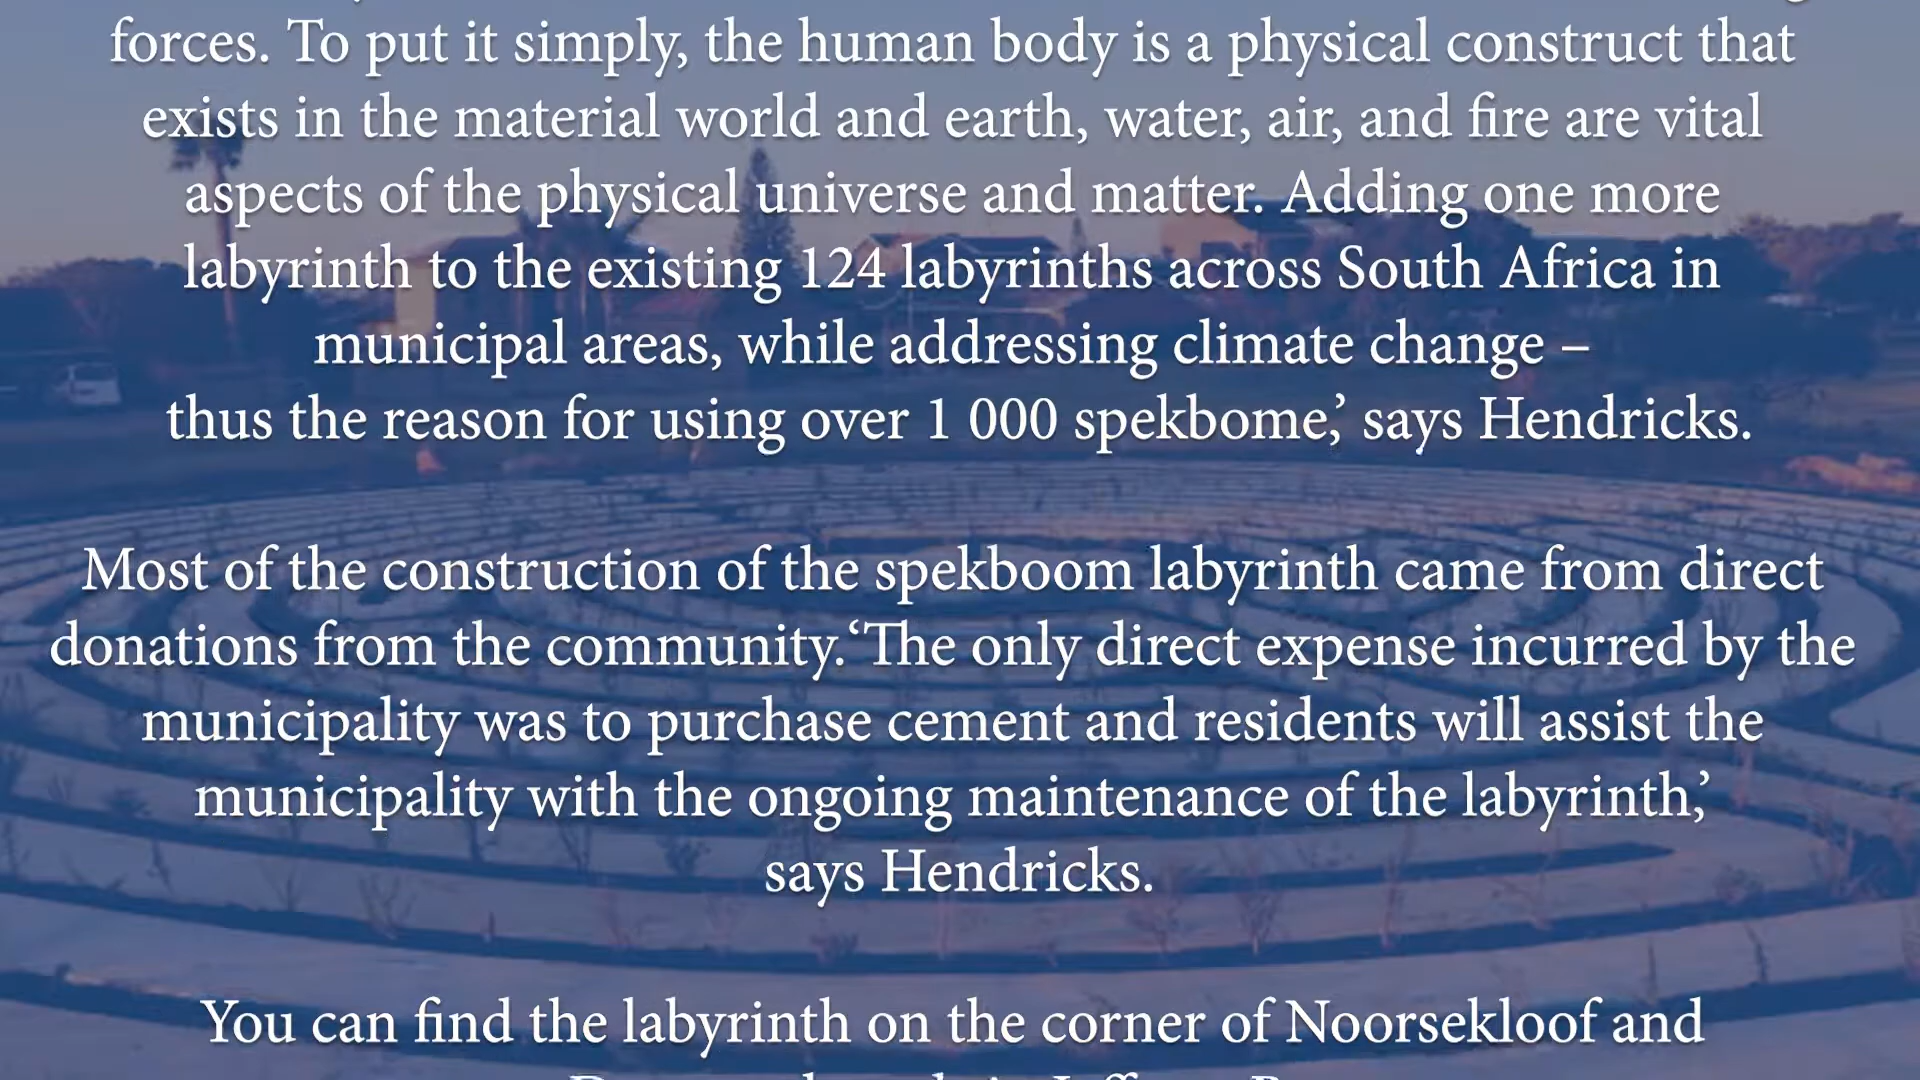 forces. To put it simply, the human body is a physical construct that
exists in the material world and earth, water, air, and fire are vital
aspects of the physical universe and matter. Adding one more
labyrinth to the existing 124 labyrinths across South Africa in
municipal areas, while addressing climate change –
thus the reason for using over 1 000 spekbome,’ says Hendricks.
Most of the construction of the spekboom labyrinth came from direct
donations from the community.‘The only direct expense incurred by the
municipality was to purchase cement and residents will assist the
municipality with the ongoing maintenance of the labyrinth,’
says Hendricks.
You can find the labyrinth on the corner of Noorsekloof and